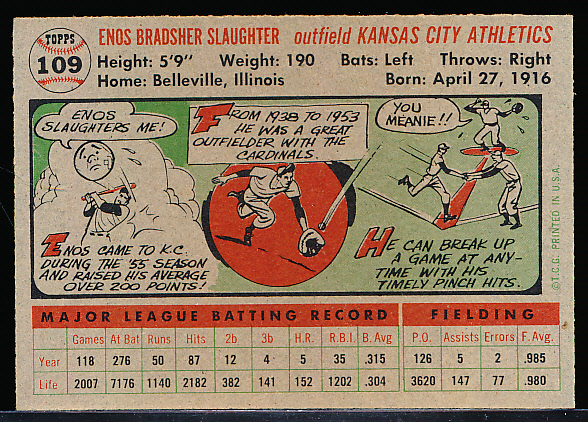 TOPPS
109
ENOS BRADSHER SLAUGHTER outfield KANSAS CITY ATHLETICS
Height: 5'9" Weight: 190 Bats: Left Throws: Right
Home: Belleville, Illinois Born: April 27, 1916
ENOS
SLAUGHTERS ME!
ENOS CAME TO K.C.
DURING THE '55 SEASON
AND RAISED HIS AVERAGE
OVER 200 POINTS!
FROM 1938 TO 1953
HE WAS A GREAT
OUTFIELDER WITH THE
CARDINALS.
YOU
MEANIE!!
HE CAN BREAK UP
A GAME AT ANY-
TIME WITH HIS
TIMELY PINCH HITS.
©T.C.G. PRINTED IN U.S.A.
MAJOR LEAGUE BATTING RECORD FIELDING
Games At Bat Runs Hits 2b 3b H.R. R.B.I. B. Avg P.O. Assists Errors F. Avg.
Year 118 276 50 87 12 4 5 35 .315 126 5 2 .985
Life 2007 7176 1140 2182 382 141 152 1202 .304 3620 147 77 .980